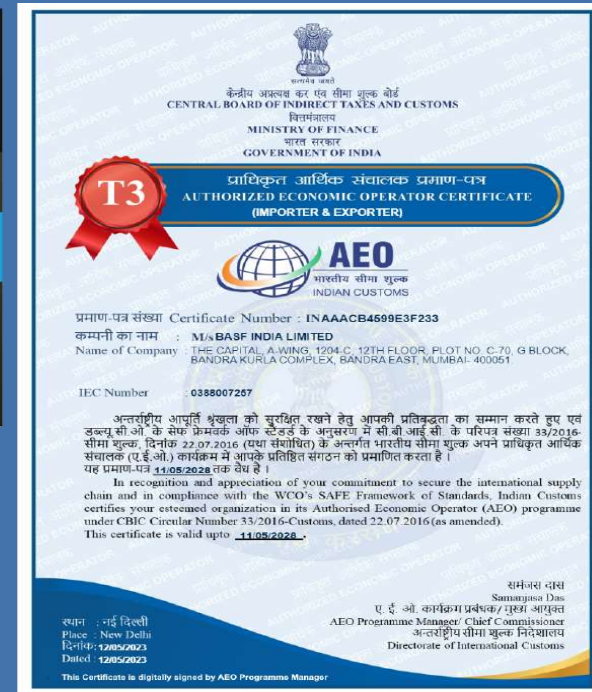 सत्यमेव जयते
केन्द्रीय अप्रत्यक्ष कर एवं सीमा शुल्क बोर्ड
CENTRAL BOARD OF INDIRECT TAXES AND CUSTOMS
वित्तमंत्रालय
MINISTRY OF FINANCE
भारत सरकार
GOVERNMENT OF INDIA
T3
प्राधिकृत आर्थिक संचालक प्रमाण-पत्र
AUTHORIZED ECONOMIC OPERATOR CERTIFICATE
(IMPORTER & EXPORTER)
AEO
भारतीय सीमा शुल्क
INDIAN CUSTOMS
प्रमाण-पत्र संख्या Certificate Number : INAAACB4599E3F233
कम्पनी का नाम : M/s BASF INDIA LIMITED
Name of Company : THE CAPITAL, A-WING, 1204-C, 12TH FLOOR, PLOT NO. C-70, G BLOCK,
BANDRA KURLA COMPLEX, BANDRA EAST, MUMBAI- 400051
IEC Number : 0388007257
अन्तर्राष्ट्रीय आपूर्ति श्रृंखला को सुरक्षित रखने हेतु आपकी प्रतिबद्धता का सम्मान करते हुए एवं
डब्ल्यू.सी.ओ. के सेफ फ्रेमवर्क ऑफ स्टैंडर्ड के अनुसरण में सी.बी.आई.सी. के परिपत्र संख्या 33/2016-
सीमा शुल्क, दिनांक 22.07.2016 (यथा संशोधित) के अन्तर्गत भारतीय सीमा शुल्क अपने प्राधिकृत आर्थिक
संचालक (ए.ई.ओ.) कार्यक्रम में आपके प्रतिष्ठित संगठन को प्रमाणित करता है ।
यह प्रमाण-पत्र 11/05/2028 तक वैध है ।
In recognition and appreciation of your commitment to secure the international supply
chain and in compliance with the WCO's SAFE Framework of Standards, Indian Customs
certifies your esteemed organization in its Authorised Economic Operator (AEO) programme
under CBIC Circular Number 33/2016-Customs, dated 22.07.2016 (as amended).
This certificate is valid upto 11/05/2028 .
समंजसा दास
Samanjasa Das
ए. ई. ओ. कार्यक्रम प्रबंधक/ मुख्य आयुक्त
AEO Programme Manager/ Chief Commissioner
अन्तर्राष्ट्रीय सीमा शुल्क निदेशालय
Directorate of International Customs
स्थान : नई दिल्ली
Place : New Delhi
दिनांक: 12/05/2023
Dated : 12/05/2023
This Certificate is digitally signed by AEO Programme Manager